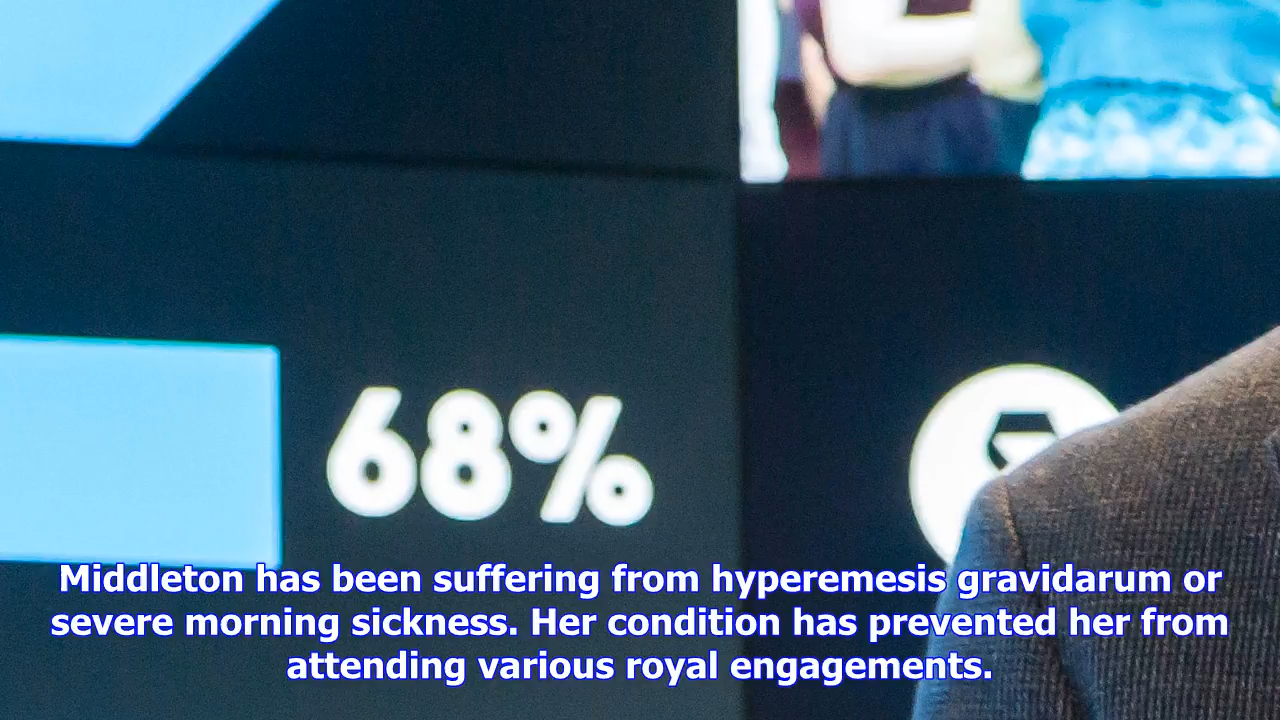 68%
Middleton has been suffering from hyperemesis gravidarum or
severe morning sickness. Her condition has prevented her from
attending various royal engagements.